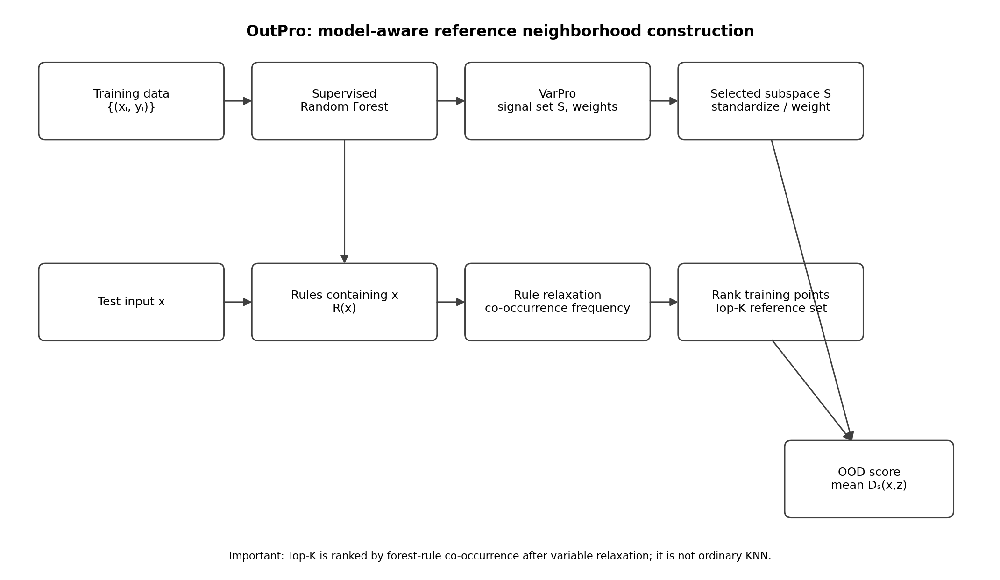 OutPro: model-aware reference neighborhood construction
Training data
{(xᵢ, yᵢ)}
Supervised
Random Forest
VarPro
signal set S, weights
Selected subspace S
standardize / weight
Test input x
Rules containing x
R(x)
Rule relaxation
co-occurrence frequency
Rank training points
Top-K reference set
OOD score
mean Dₛ(x,z)
Important: Top-K is ranked by forest-rule co-occurrence after variable relaxation; it is not ordinary KNN.